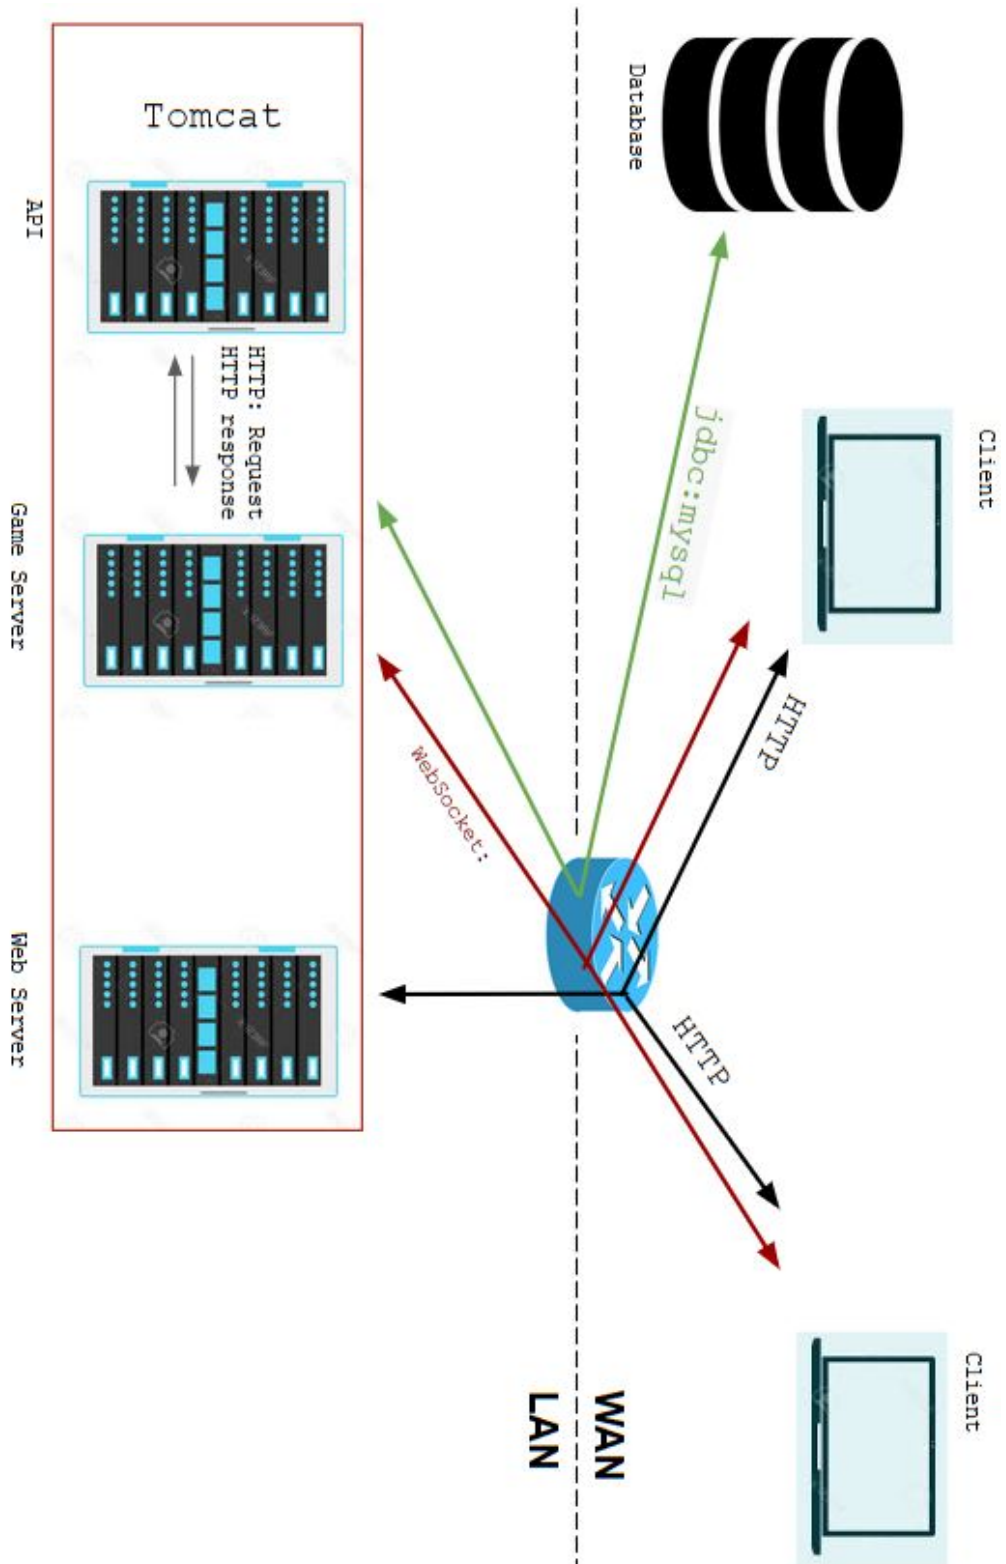 Tomcat
Database
API
HTTP: Request
HTTP response
Game Server
Web Server
jdbc:mysql
Client
HTTP
WebSocket:
HTTP
Client
WAN
LAN